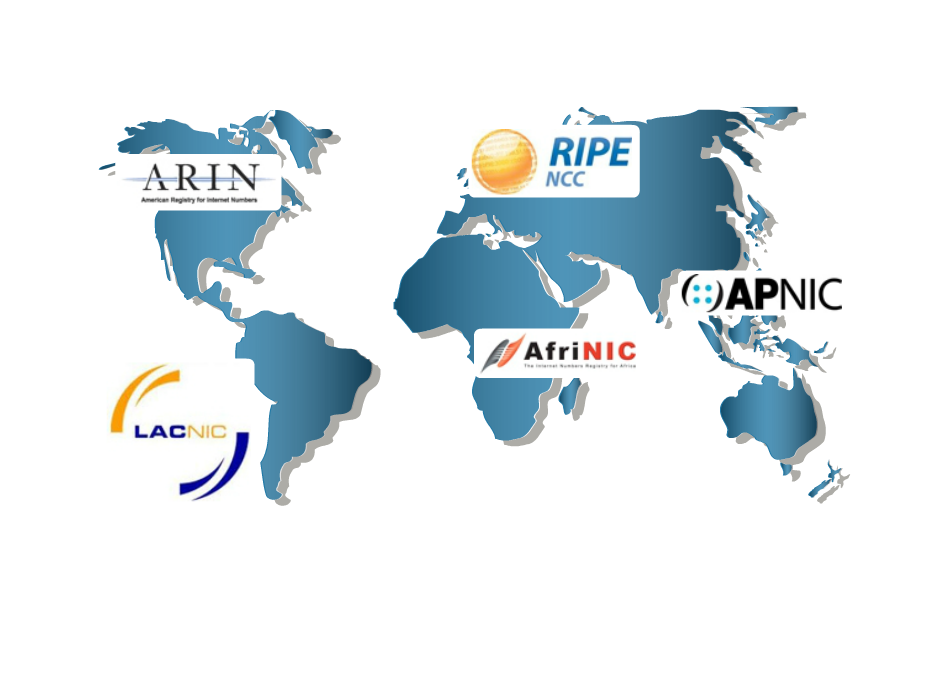 ARIN
American Registry for Internet Numbers
RIPE
NCC
APNIC
AfriNIC
The Internet Numbers Registry for Africa
LACNIC